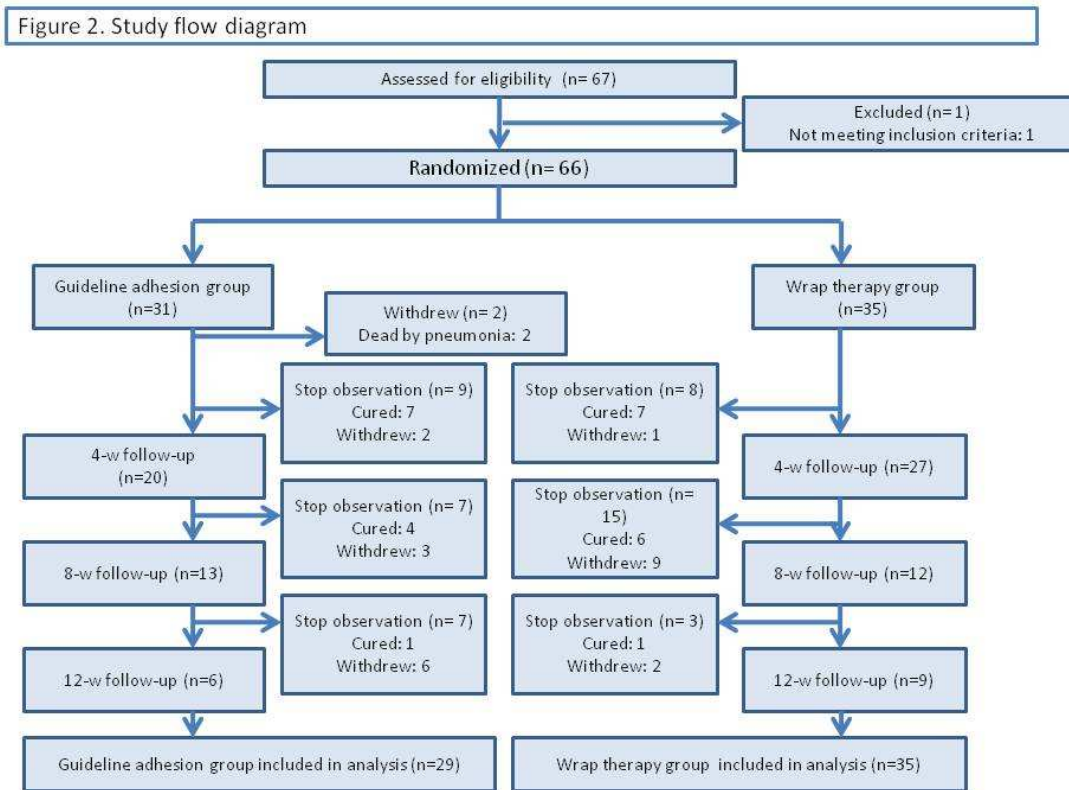 Figure 2. Study flow diagram
Assessed for eligibility (n= 67)
Excluded (n= 1)
Not meeting inclusion criteria: 1
Randomized (n= 66)
Guideline adhesion group
(n=31)
Wrap therapy group
(n=35)
Withdrew (n= 2)
Dead by pneumonia: 2
Stop observation (n= 9)
Cured: 7
Withdrew: 2
Stop observation (n= 8)
Cured: 7
Withdrew: 1
4-w follow-up
(n=20)
4-w follow-up (n=27)
Stop observation (n= 7)
Cured: 4
Withdrew: 3
Stop observation (n=
15)
Cured: 6
Withdrew: 9
8-w follow-up (n=13)
8-w follow-up (n=12)
Stop observation (n= 7)
Cured: 1
Withdrew: 6
Stop observation (n= 3)
Cured: 1
Withdrew: 2
12-w follow-up (n=6)
12-w follow-up (n=9)
Guideline adhesion group included in analysis (n=29)
Wrap therapy group included in analysis (n=35)